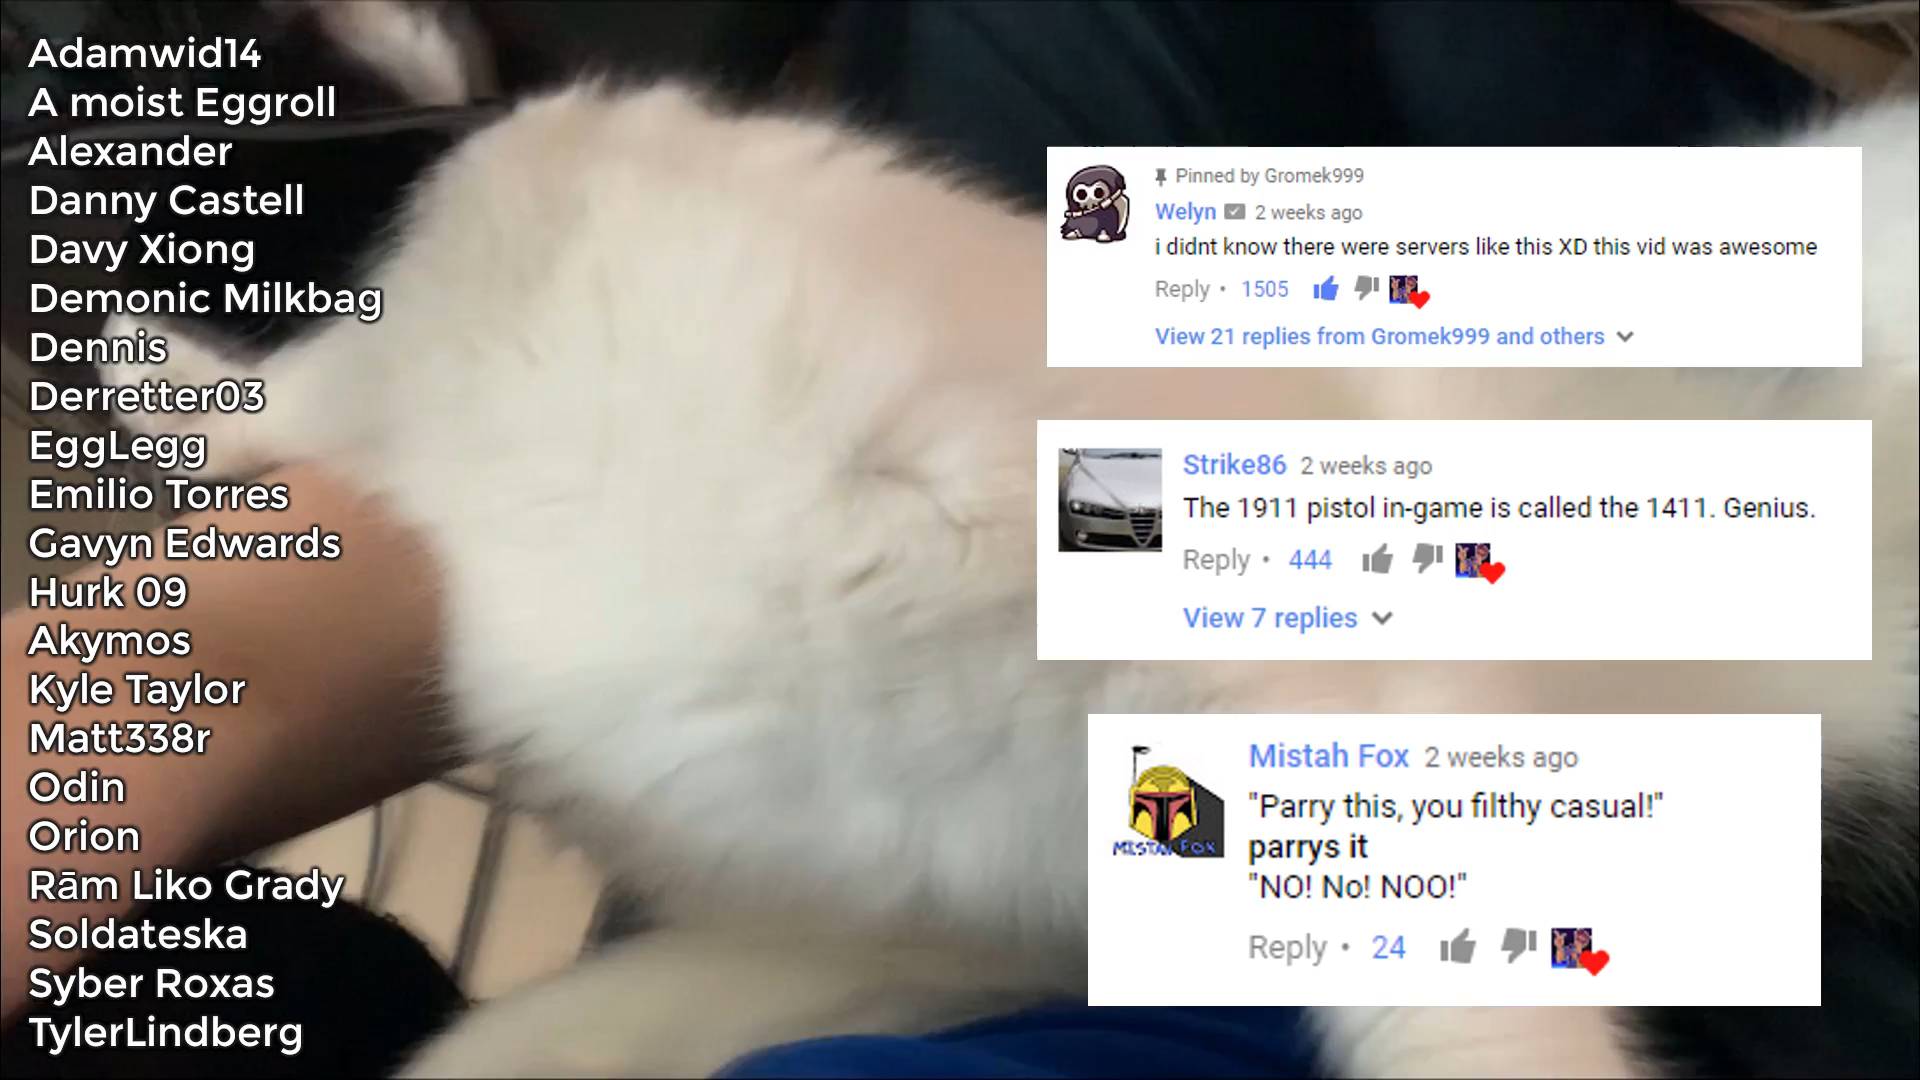 Adamwid14
A moist Eggroll
Alexander
Danny Castell
Davy Xiong
Demonic Milkbag
Dennis
Derretter03
EggLegg
Emilio Torres
Gavyn Edwards
Hurk 09
Akymos
Kyle Taylor
Matt338r
Odin
Orion
Rām Liko Grady
Soldateska
Syber Roxas
TylerLindberg
Pinned by Gromek999
Welyn 2 weeks ago
i didnt know there were servers like this XD this vid was awesome
Reply • 1505
View 21 replies from Gromek999 and others
Strike86 2 weeks ago
The 1911 pistol in-game is called the 1411. Genius.
Reply • 444
View 7 replies
MISTAH FOX
Mistah Fox 2 weeks ago
"Parry this, you filthy casual!"
parrys it
"NO! No! NOO!"
Reply • 24